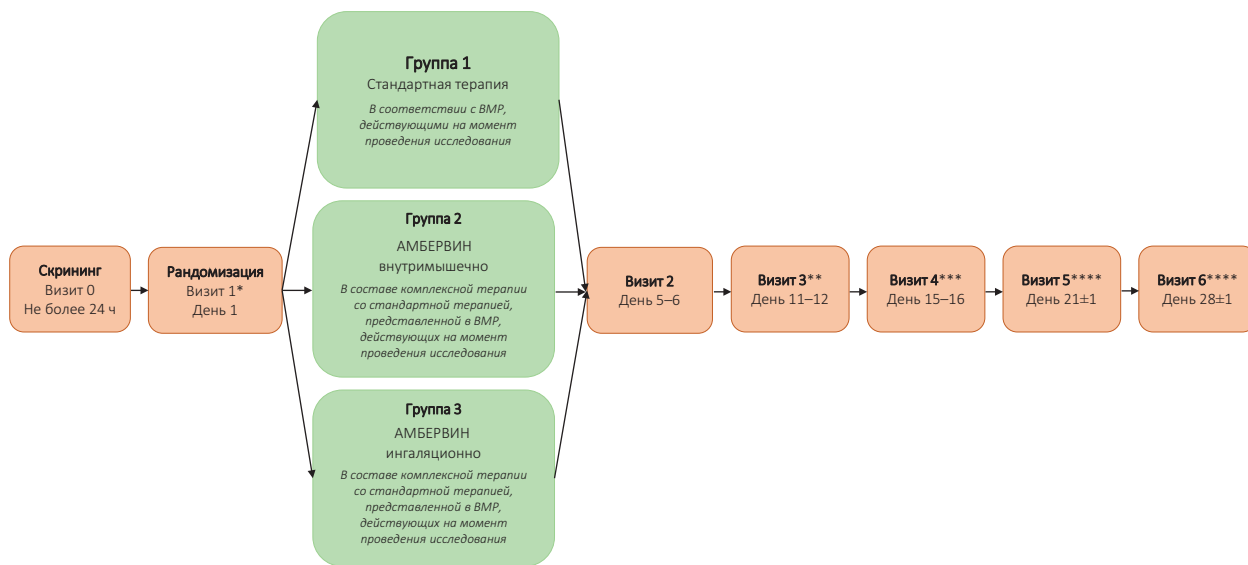 Скрининг
Визит 0
Не более 24 ч
Рандомизация
Визит 1*
День 1
Группа 1
Стандартная терапия
В соответствии с ВМР,
действующими на момент
проведения исследования
Группа 2
АМБЕРВИН
внутримышечно
В составе комплексной терапии
со стандартной терапией,
представленной в ВМР,
действующих на момент
проведения исследования
Группа 3
АМБЕРВИН
ингаляционно
В составе комплексной терапии
со стандартной терапией,
представленной в ВМР,
действующих на момент
проведения исследования
Визит 2
День 5–6
Визит 3**
День 11–12
Визит 4***
День 15–16
Визит 5****
День 21±1
Визит 6****
День 28±1